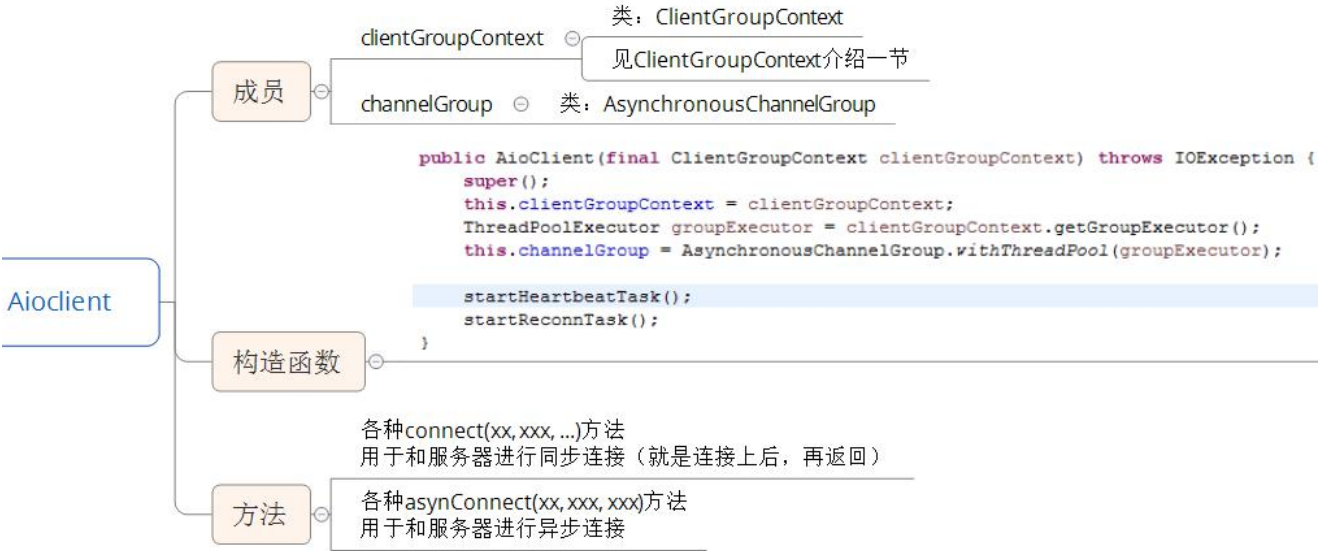 Aioclient
成员
clientGroupContext
类：ClientGroupContext
见ClientGroupContext介绍一节
channelGroup
类：AsynchronousChannelGroup
构造函数
public AioClient(final ClientGroupContext clientGroupContext) throws IOException {
super();
this.clientGroupContext = clientGroupContext;
ThreadPoolExecutor groupExecutor = clientGroupContext.getGroupExecutor();
this.channelGroup = AsynchronousChannelGroup.withThreadPool(groupExecutor);
startHeartbeatTask();
startReconnTask();
}
方法
各种connect(xx,xxx,...)方法
用于和服务器进行同步连接（就是连接上后，再返回）
各种asynConnect(xx,xxx,xxx)方法
用于和服务器进行异步连接